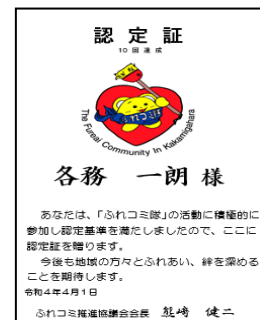 認定証
10回達成
The Fureai Community In Kakamigahara
各務 一朗 様
あなたは、「ふれコミ隊」の活動に積極的に
参加し認定基準を満たしましたので、ここに
認定証を贈ります。
今後も地域の方々とふれあい、絆を深める
ことを期待します。
令和4年4月1日
ふれコミ推進協議会会長 熊崎 健二